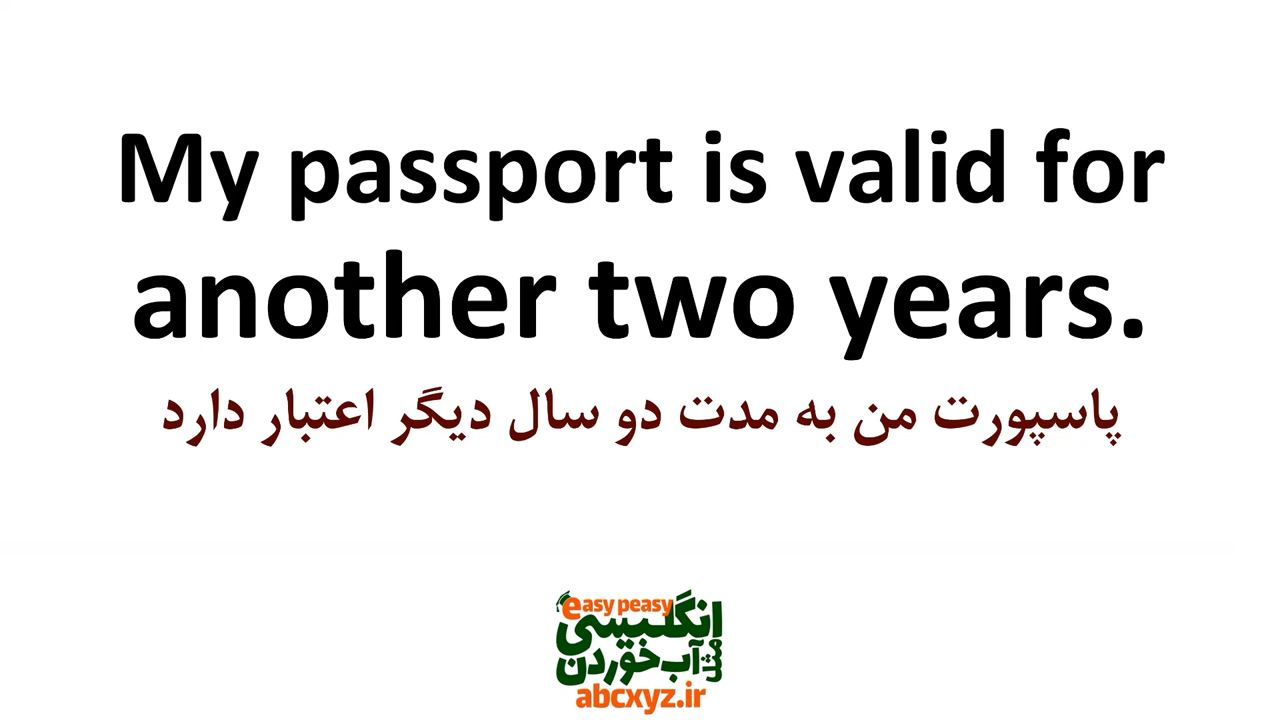 My passport is valid for
another two years.
پاسپورت من به مدت دو سال دیگر اعتبار دارد
easy peasy
انگلیسی
مثل آب خوردن
abcxyz.ir